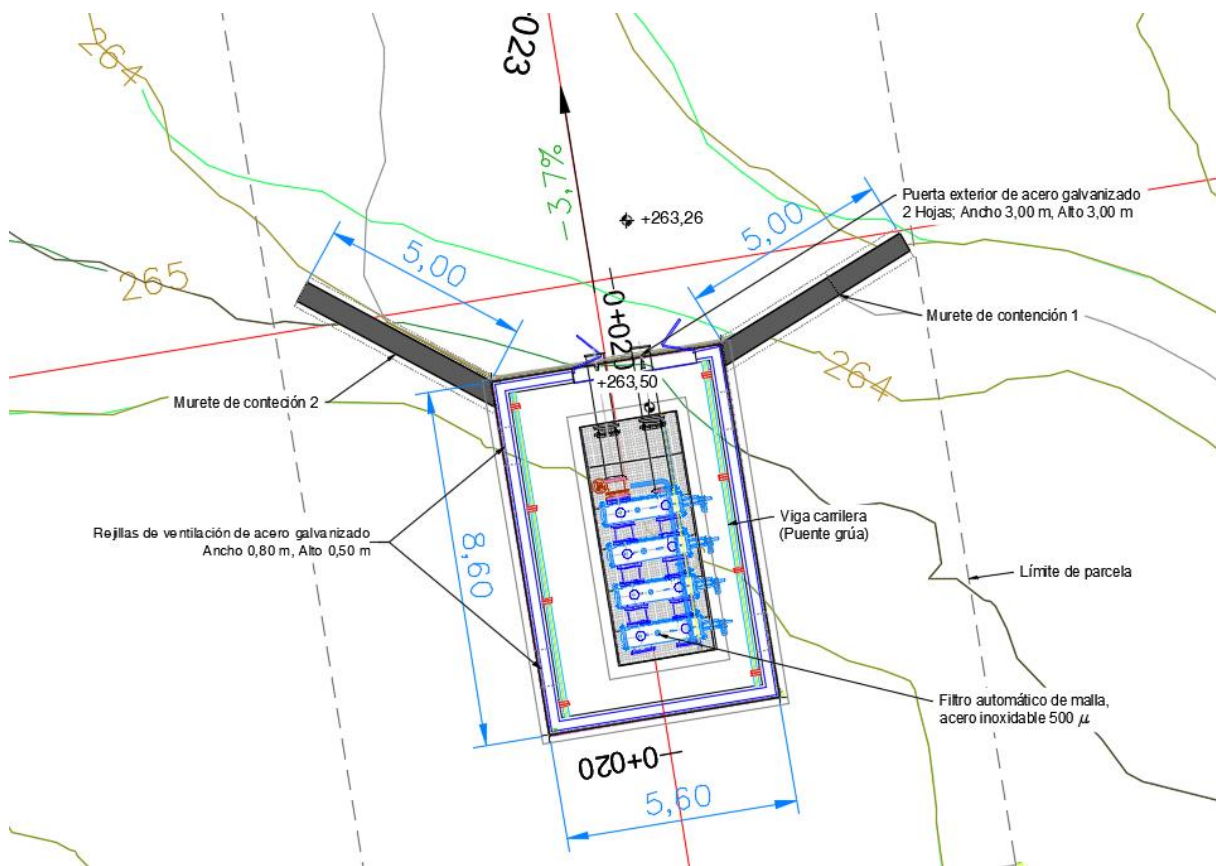 +023
264
-3,7%
+263,26
Puerta exterior de acero galvanizado
2 Hojas; Ancho 3,00 m, Alto 3,00 m
5,00
5,00
265
Murete de contención 1
+263,50
264
Murete de conteción 2
Rejillas de ventilación de acero galvanizado
Ancho 0,80 m, Alto 0,50 m
8,60
Viga carrilera
(Puente grúa)
Límite de parcela
Filtro automático de malla,
acero inoxidable 500 μ
0+020
5,60